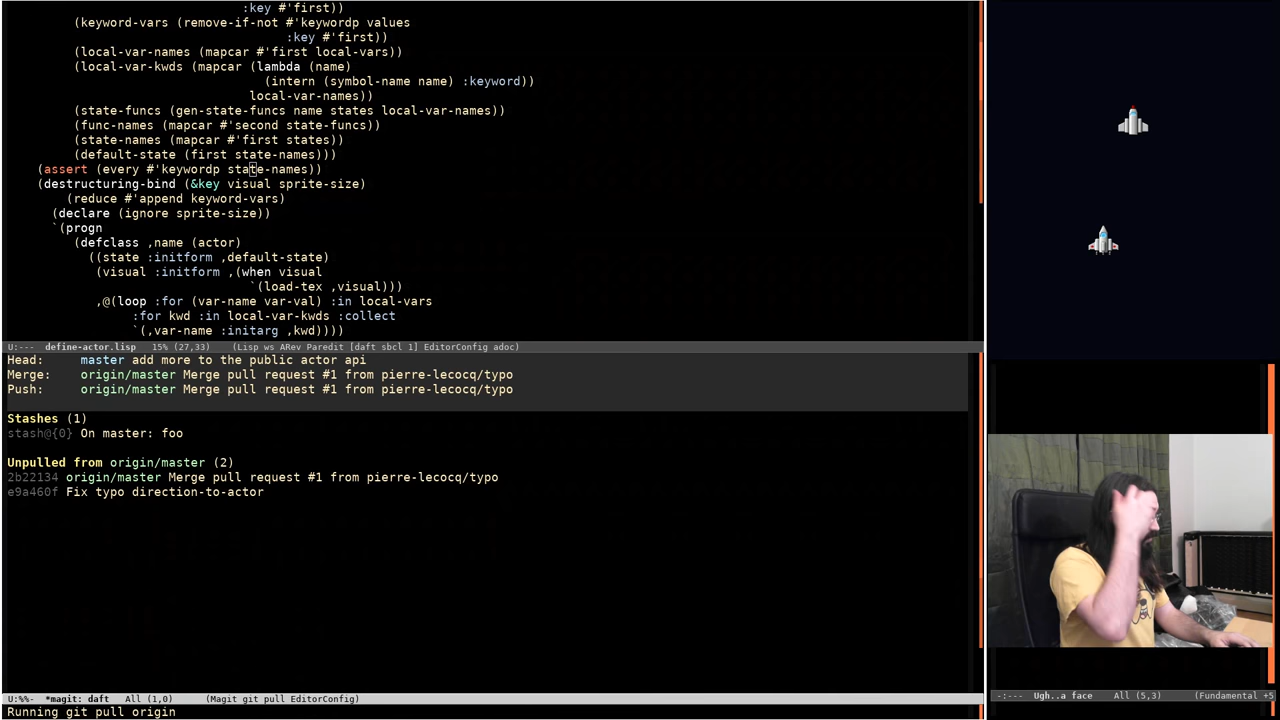 :key #'first))
(keyword-vars (remove-if-not #'keywordp values
:key #'first))
(local-var-names (mapcar #'first local-vars))
(local-var-kwds (mapcar (lambda (name)
(intern (symbol-name name) :keyword))
local-var-names))
(state-funcs (gen-state-funcs name states local-var-names))
(func-names (mapcar #'second state-funcs))
(state-names (mapcar #'first states))
(default-state (first state-names)))
(assert (every #'keywordp state-names))
(destructuring-bind (&key visual sprite-size)
(reduce #'append keyword-vars)
(declare (ignore sprite-size))
`(progn
(defclass ,name (actor)
((state :initform ,default-state)
(visual :initform ,(when visual
`(load-tex ,visual)))
,@(loop :for (var-name var-val) :in local-vars
:for kwd :in local-var-kwds :collect
`(,var-name :initarg ,kwd))))
U:--- define-actor.lisp 15% (27,33) (Lisp ws ARev Paredit [daft sbcl 1] EditorConfig adoc)
Head: master add more to the public actor api
Merge: origin/master Merge pull request #1 from pierre-lecocq/typo
Push: origin/master Merge pull request #1 from pierre-lecocq/typo
Stashes (1)
stash@{0} On master: foo
Unpulled from origin/master (2)
2b22134 origin/master Merge pull request #1 from pierre-lecocq/typo
e9a460f Fix typo direction-to-actor
U:%%- *magit: daft All (1,0) (Magit git pull EditorConfig)
Running git pull origin
-:--- Ugh..a face All (5,3) (Fundamental +5